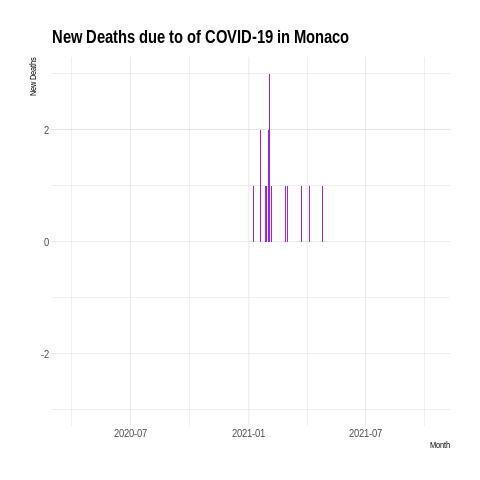 New Deaths due to of COVID-19 in Monaco
New Deaths
2
0
-2
2020-07
2021-01
2021-07
Month